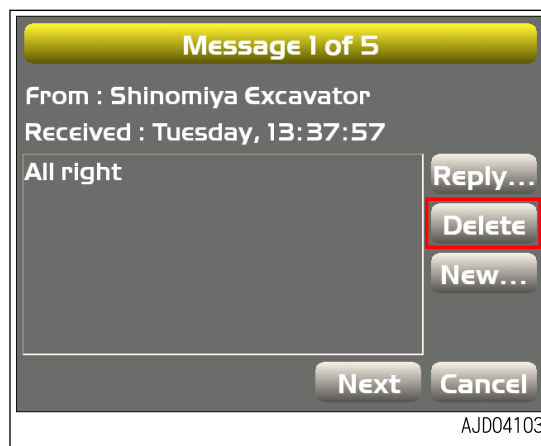 Message 1 of 5
From : Shinomiya Excavator
Received : Tuesday, 13:37:57
All right
Reply...
Delete
New...
Next Cancel
AJD04103